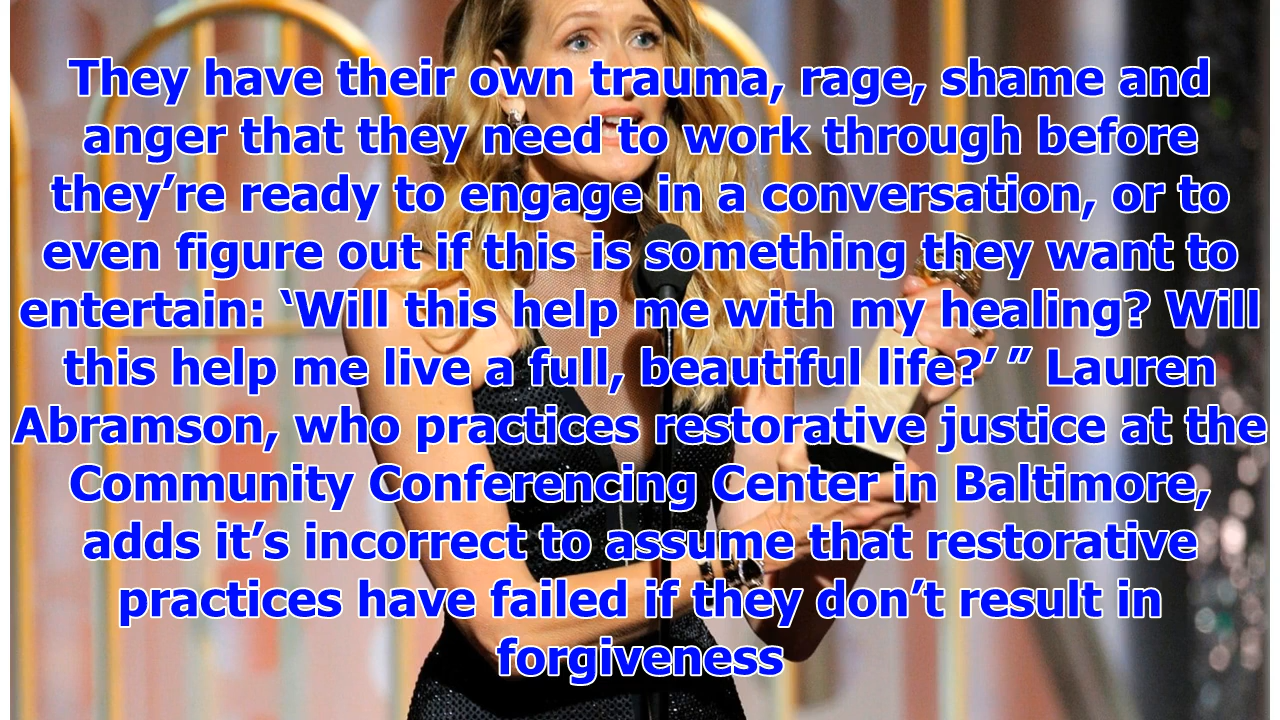 They have their own trauma, rage, shame and
anger that they need to work through before
they’re ready to engage in a conversation, or to
even figure out if this is something they want to
entertain: ‘Will this help me with my healing? Will
this help me live a full, beautiful life?’ ” Lauren
Abramson, who practices restorative justice at the
Community Conferencing Center in Baltimore,
adds it’s incorrect to assume that restorative
practices have failed if they don’t result in
forgiveness